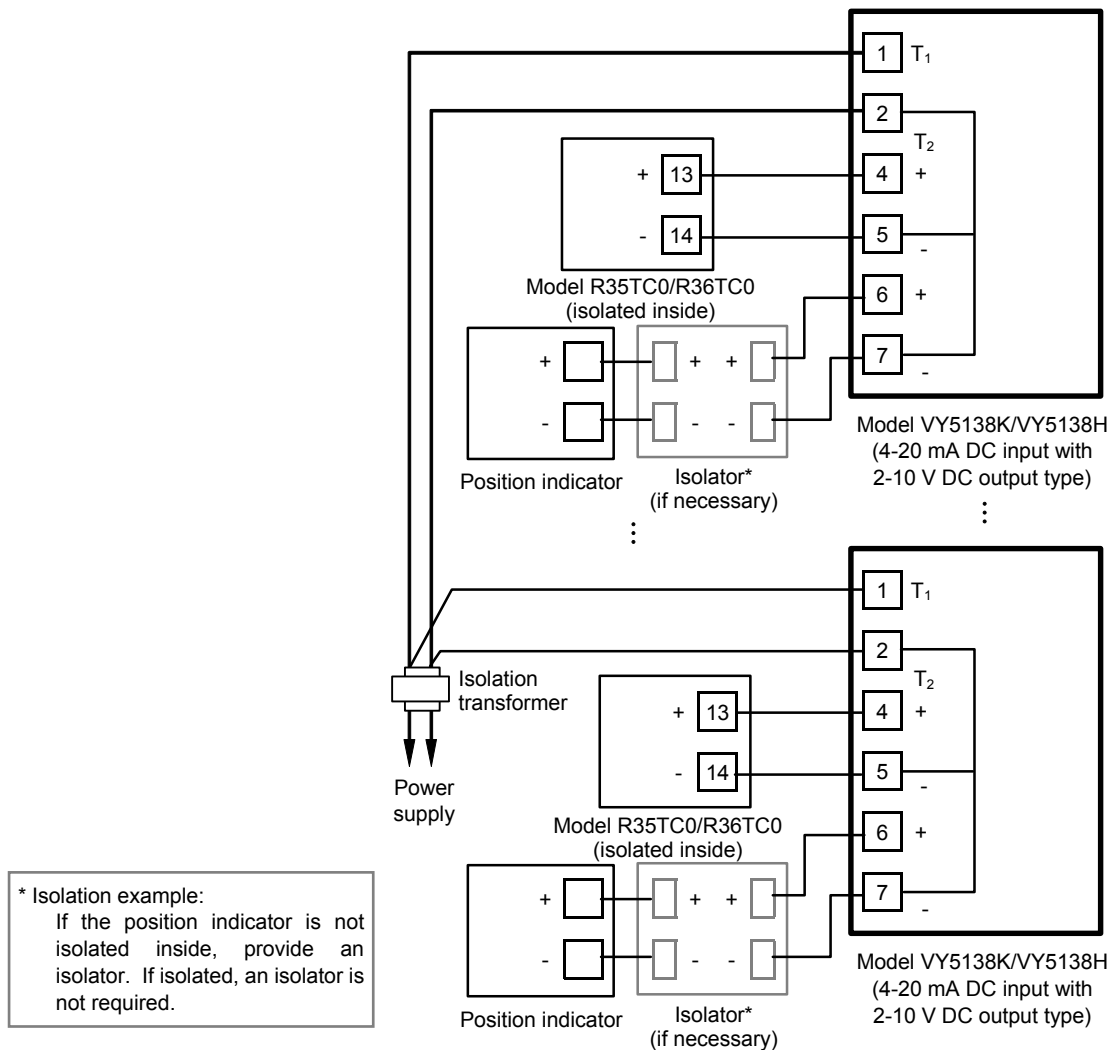 1 T₁
2
T₂
+ 13 4 +
- 14 5 -
Model R35TC0/R36TC0
(isolated inside)
6 +
+ + +
7 -
- - -
Model VY5138K/VY5138H
(4-20 mA DC input with
2-10 V DC output type)
Position indicator
Isolator*
(if necessary)
⋮
⋮
1 T₁
2
T₂
Isolation
transformer
+ 13 4 +
- 14 5 -
Power
supply
Model R35TC0/R36TC0
(isolated inside)
6 +
+ + +
7 -
- - -
* Isolation example:
If the position indicator is not
isolated inside, provide an
isolator. If isolated, an isolator is
not required.
Model VY5138K/VY5138H
(4-20 mA DC input with
2-10 V DC output type)
Position indicator
Isolator*
(if necessary)